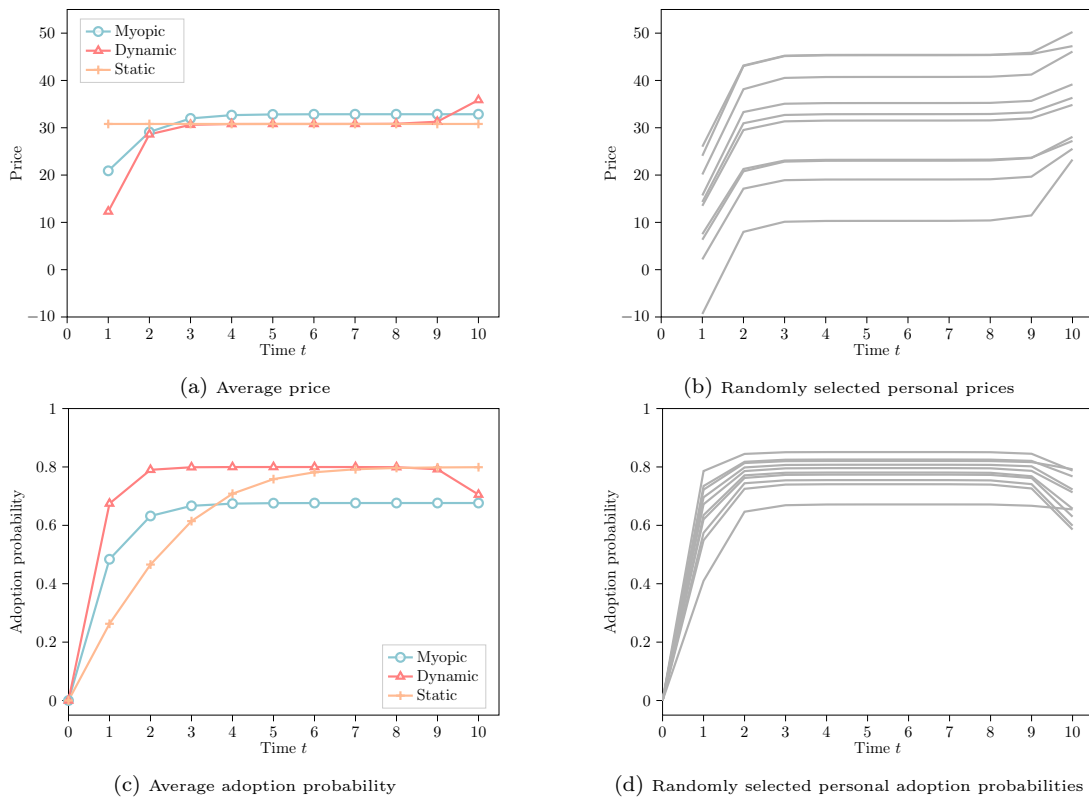 50
40
30
20
10
0
−10
Price
Myopic
Dynamic
Static
0 1 2 3 4 5 6 7 8 9 10
Time t
(a) Average price
50
40
30
20
10
0
−10
Price
0 1 2 3 4 5 6 7 8 9 10
Time t
(b) Randomly selected personal prices
1
0.8
0.6
0.4
0.2
0
Adoption probability
Myopic
Dynamic
Static
0 1 2 3 4 5 6 7 8 9 10
Time t
(c) Average adoption probability
1
0.8
0.6
0.4
0.2
0
Adoption probability
0 1 2 3 4 5 6 7 8 9 10
Time t
(d) Randomly selected personal adoption probabilities